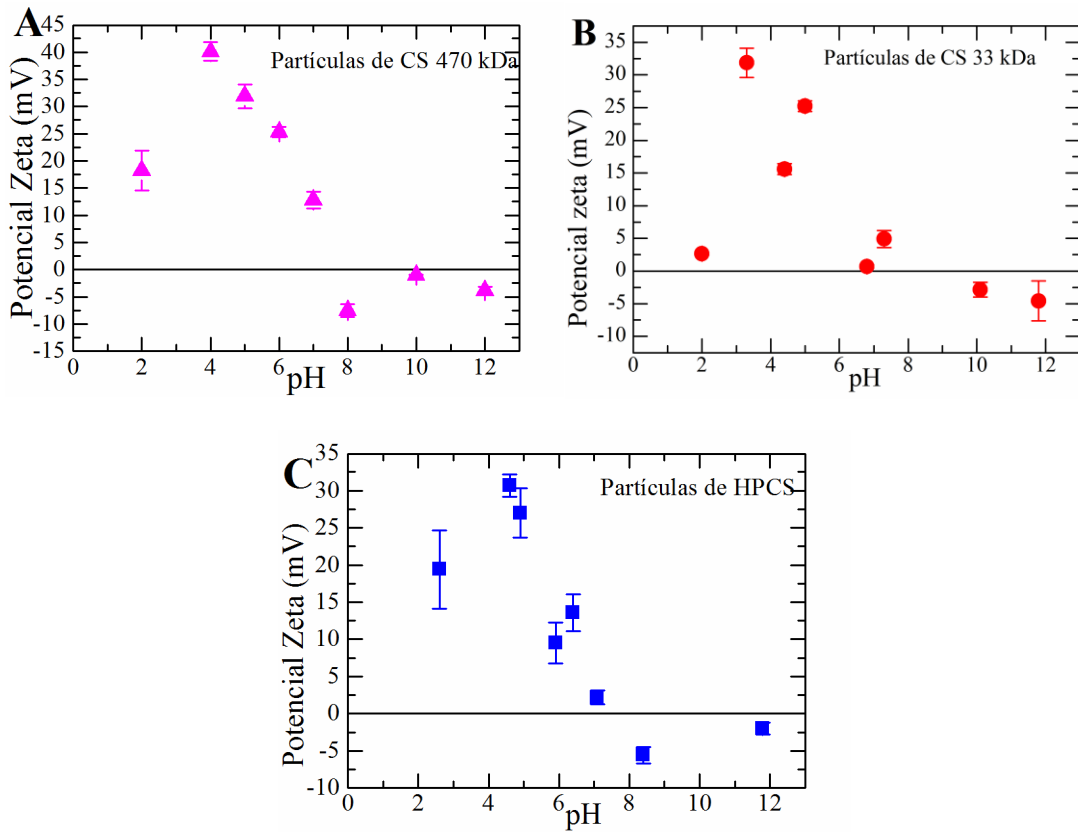 A
Partículas de CS 470 kDa
Potencial Zeta (mV)
45
40
35
30
25
20
15
10
5
0
-5
-10
-15
0 2 4 6 8 10 12
pH
B
Partículas de CS 33 kDa
Potencial zeta (mV)
35
30
25
20
15
10
5
0
-5
-10
0 2 4 6 8 10 12
pH
C
Partículas de HPCS
Potencial Zeta (mV)
35
30
25
20
15
10
5
0
-5
-10
0 2 4 6 8 10 12
pH